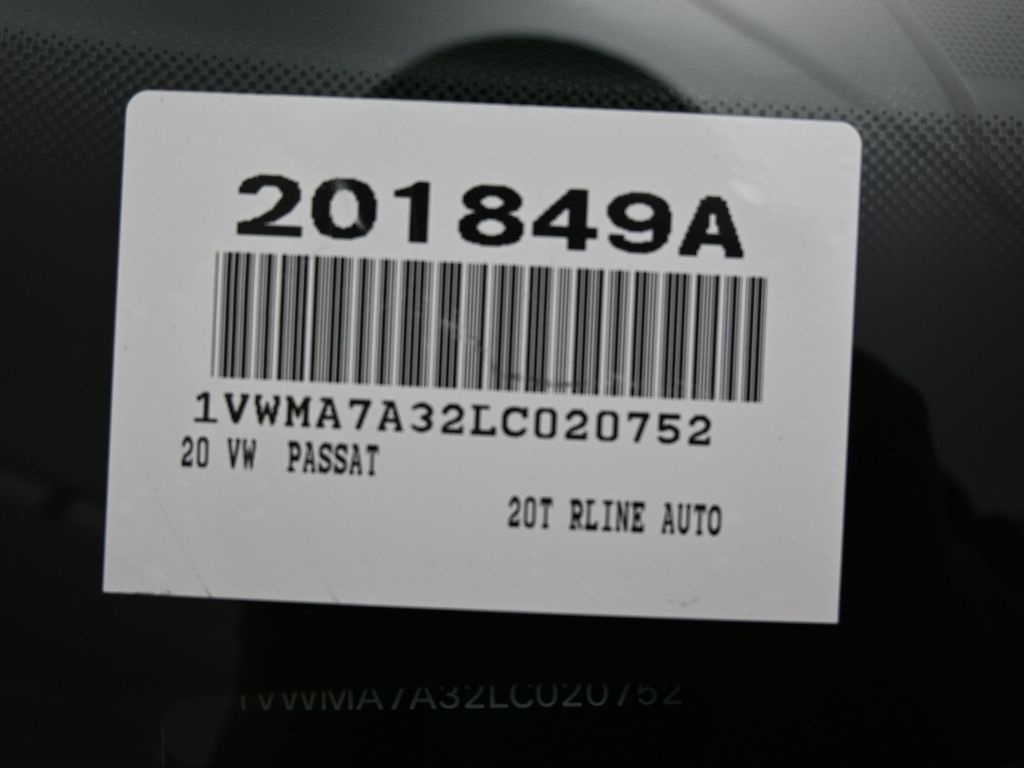 201849A
1VWMA7A32LC020752
20 VW PASSAT
20T RLINE AUTO
1VWMA7A32LC020752